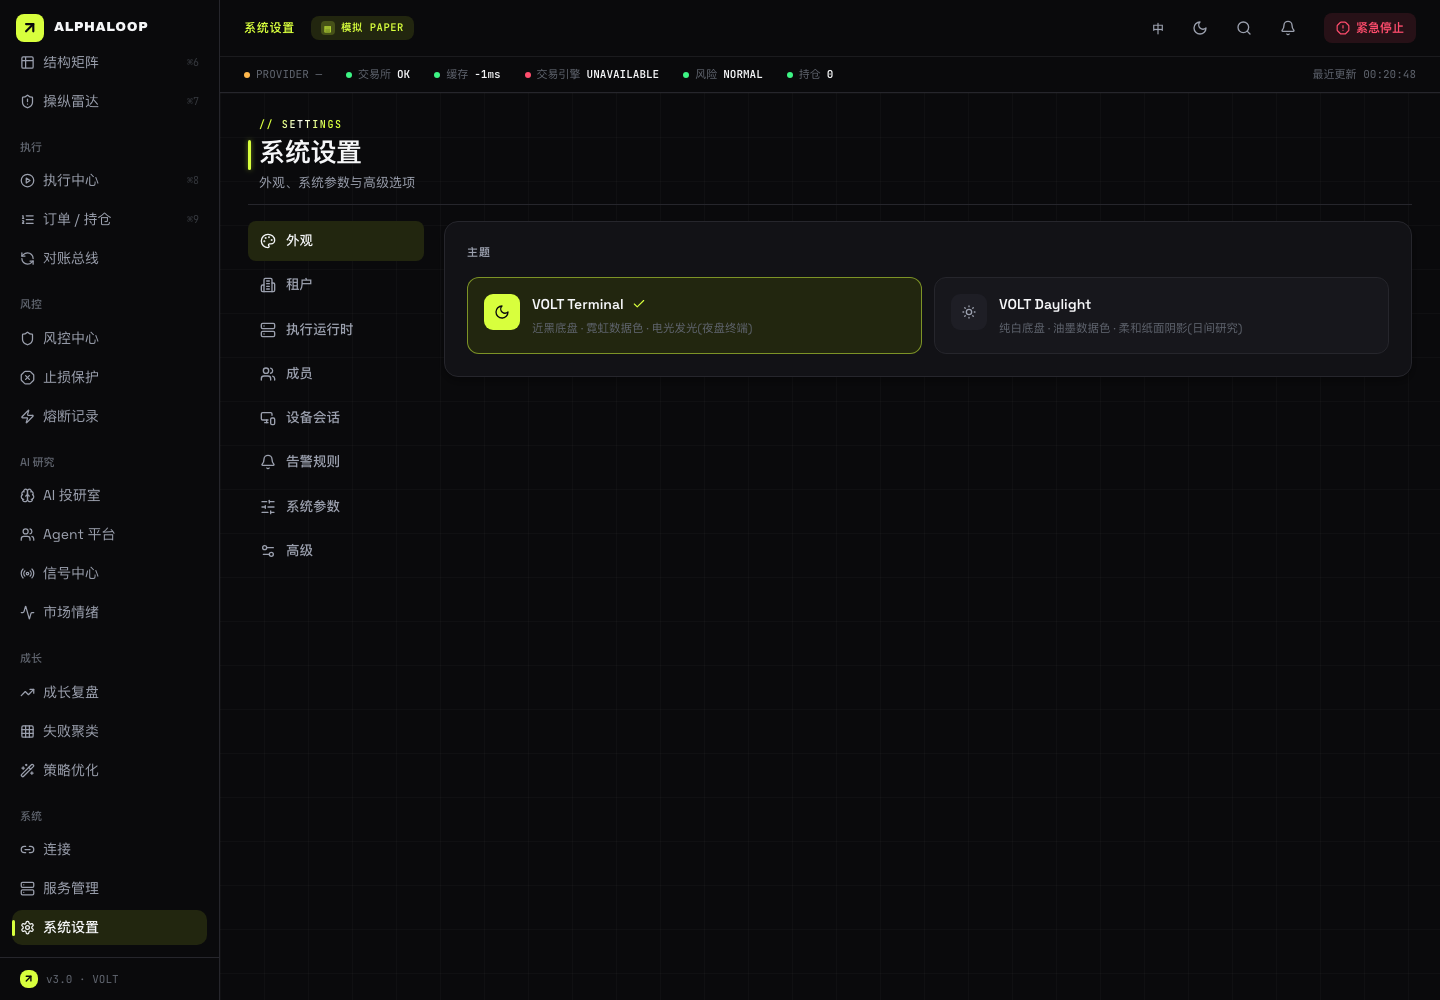 ALPHALOOP
结构矩阵 ⌘6
操纵雷达 ⌘7
执行
执行中心 ⌘8
订单 / 持仓 ⌘9
对账总线
风控
风控中心
止损保护
熔断记录
AI 研究
AI 投研室
Agent 平台
信号中心
市场情绪
成长
成长复盘
失败聚类
策略优化
系统
连接
服务管理
系统设置
v3.0 · VOLT
系统设置 模拟 PAPER 中 紧急停止
PROVIDER — 交易所 OK 缓存 -1ms 交易引擎 UNAVAILABLE 风险 NORMAL 持仓 0 最近更新 00:20:48
// SETTINGS
系统设置
外观、系统参数与高级选项
外观
租户
执行运行时
成员
设备会话
告警规则
系统参数
高级
主题
VOLT Terminal
近黑底盘 · 霓虹数据色 · 电光发光(夜盘终端)
VOLT Daylight
纯白底盘 · 油墨数据色 · 柔和纸面阴影(日间研究)